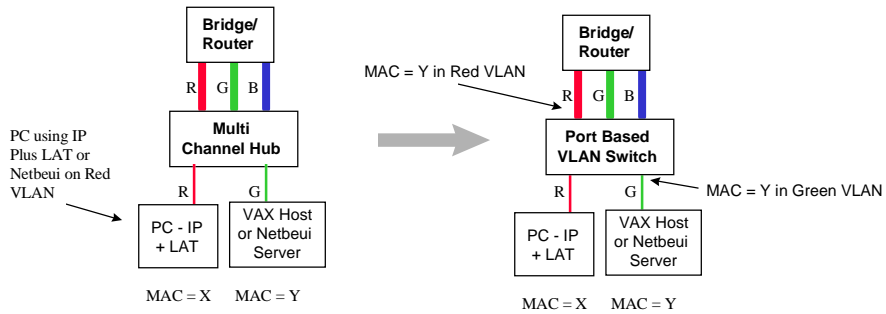 Bridge/
Router
R G B
Multi
Channel Hub
PC using IP
Plus LAT or
Netbeui on Red
VLAN
R G
PC - IP
+ LAT
VAX Host
or Netbeui
Server
MAC = X MAC = Y
Bridge/
Router
MAC = Y in Red VLAN
R G B
Port Based
VLAN Switch
R G
MAC = Y in Green VLAN
PC - IP
+ LAT
VAX Host
or Netbeui
Server
MAC = X MAC = Y